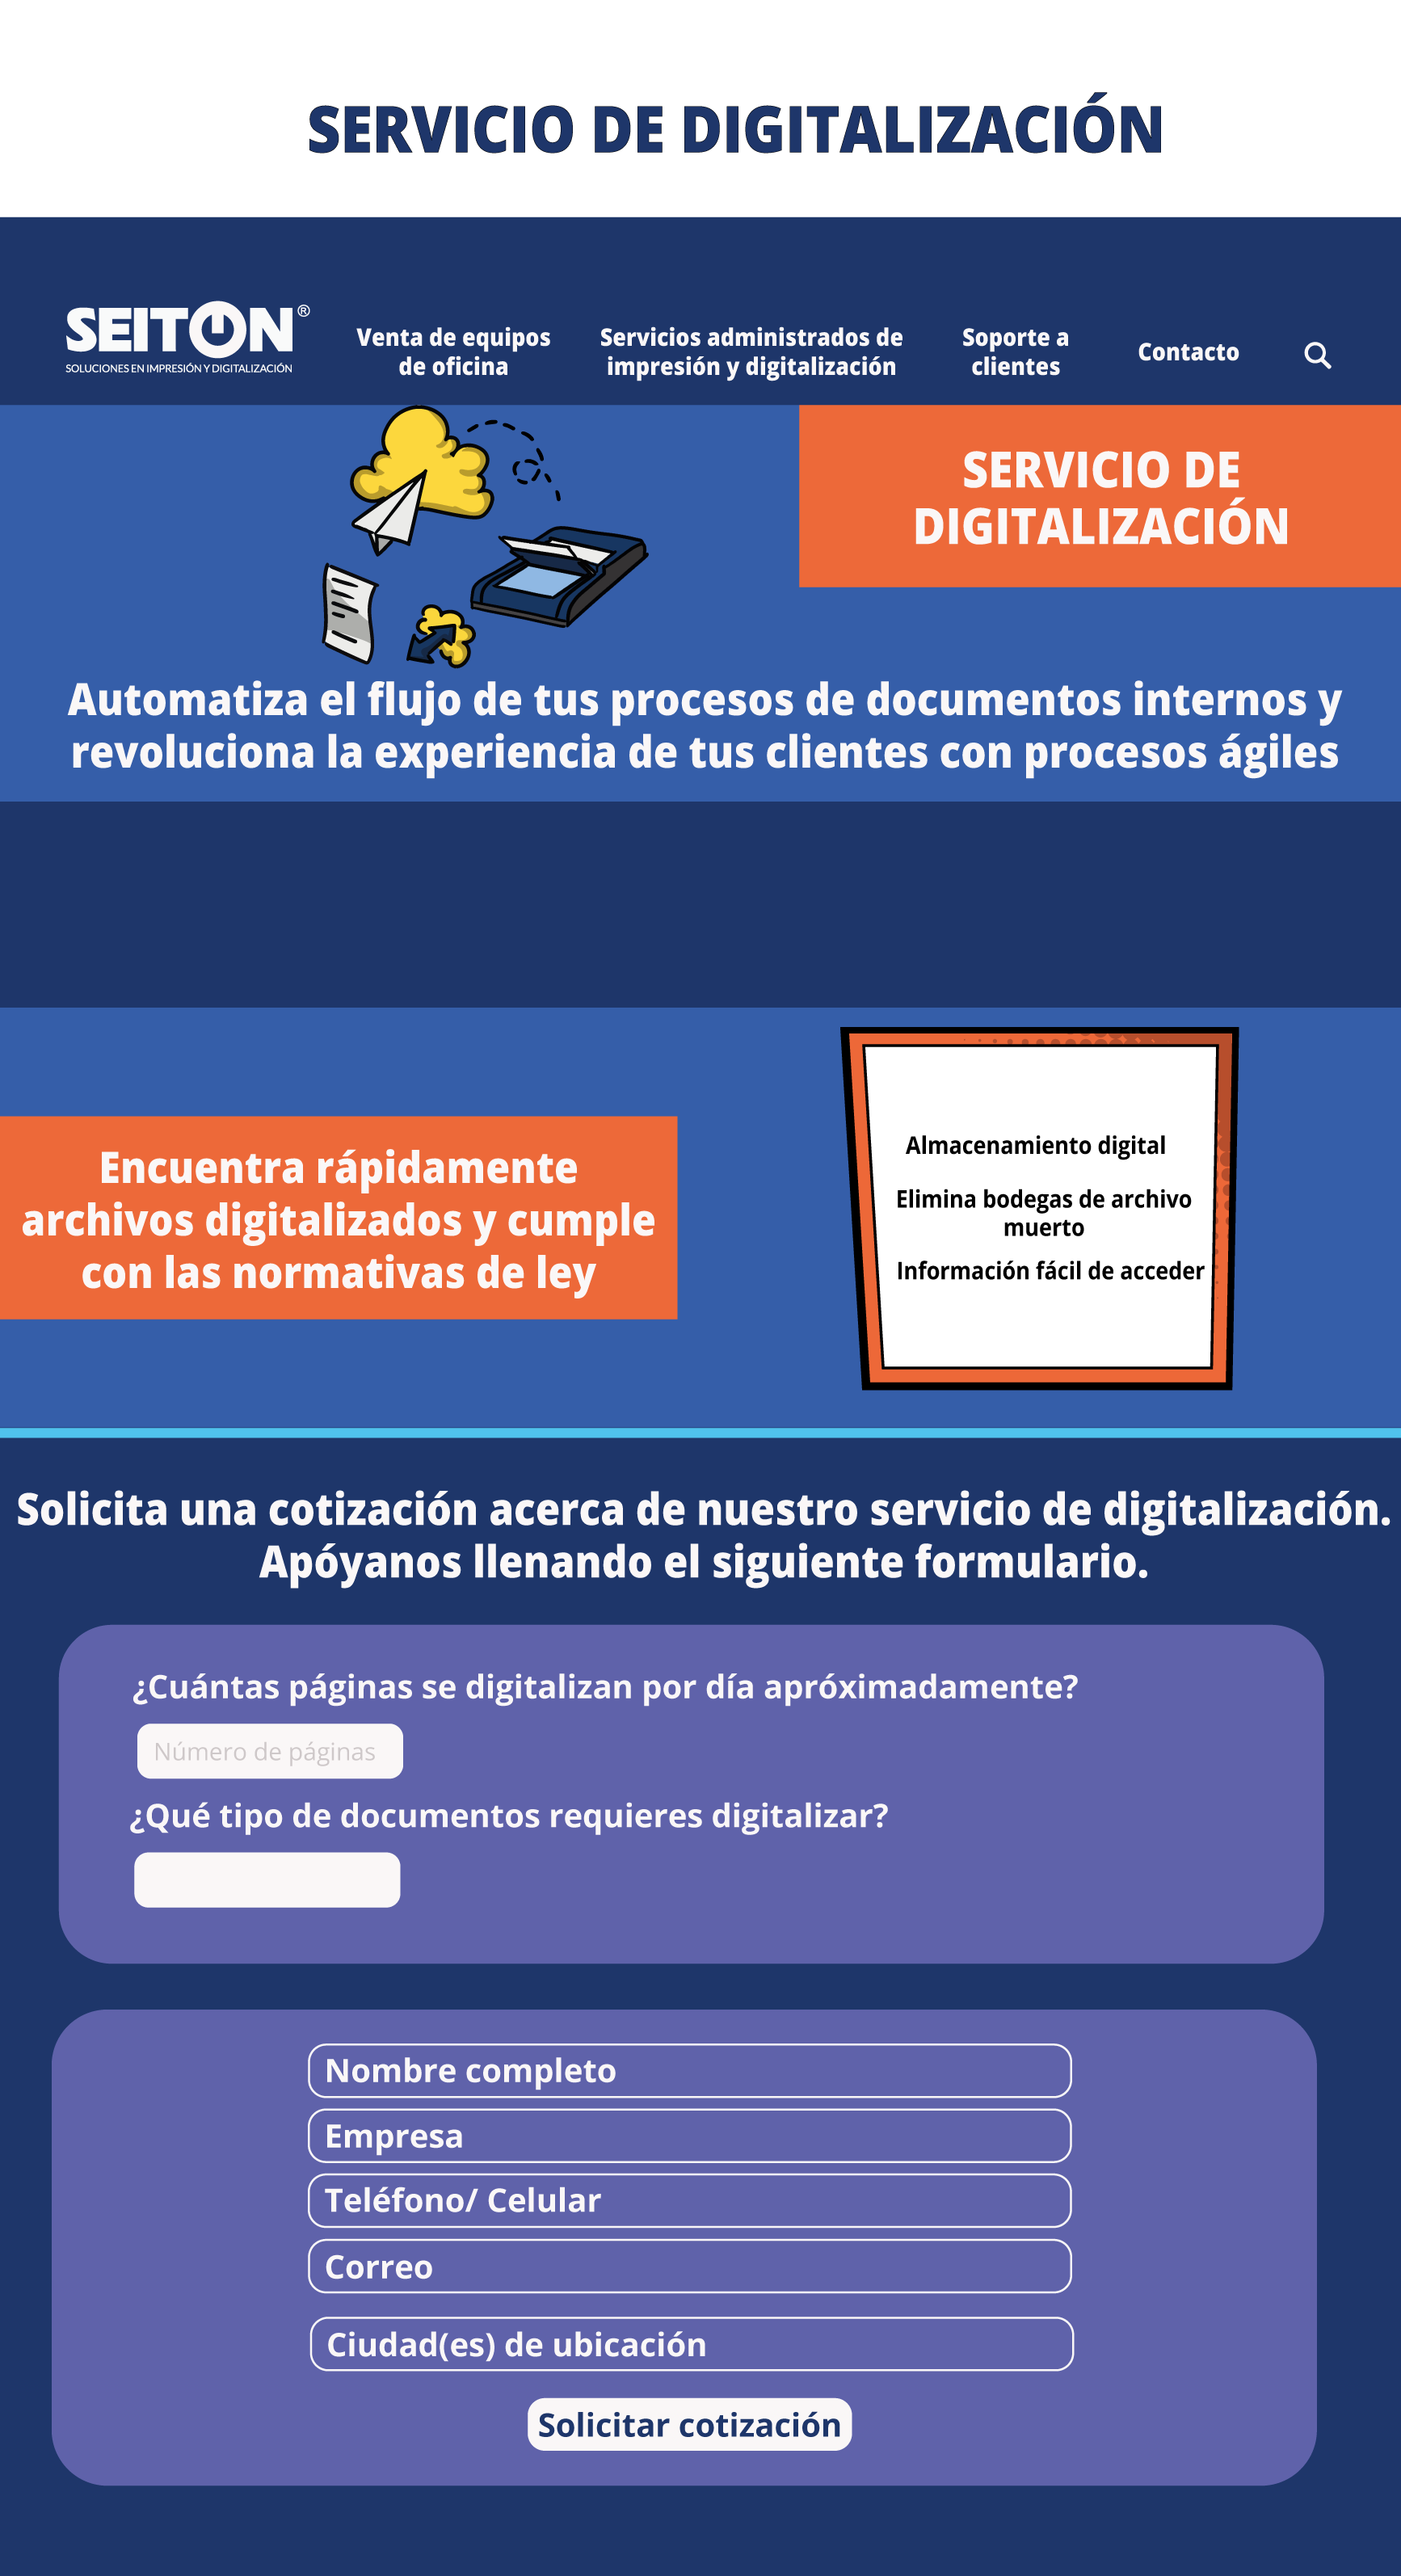 SERVICIO DE DIGITALIZACIÓN
SEITON®
SOLUCIONES EN IMPRESIÓN Y DIGITALIZACIÓN
Venta de equipos
de oficina
Servicios administrados de
impresión y digitalización
Soporte a
clientes
Contacto
SERVICIO DE
DIGITALIZACIÓN
Automatiza el flujo de tus procesos de documentos internos y
revoluciona la experiencia de tus clientes con procesos ágiles
Encuentra rápidamente
archivos digitalizados y cumple
con las normativas de ley
Almacenamiento digital
Elimina bodegas de archivo
muerto
Información fácil de acceder
Solicita una cotización acerca de nuestro servicio de digitalización.
Apóyanos llenando el siguiente formulario.
¿Cuántas páginas se digitalizan por día apróximadamente?
Número de páginas
¿Qué tipo de documentos requieres digitalizar?
Nombre completo
Empresa
Teléfono/ Celular
Correo
Ciudad(es) de ubicación
Solicitar cotización